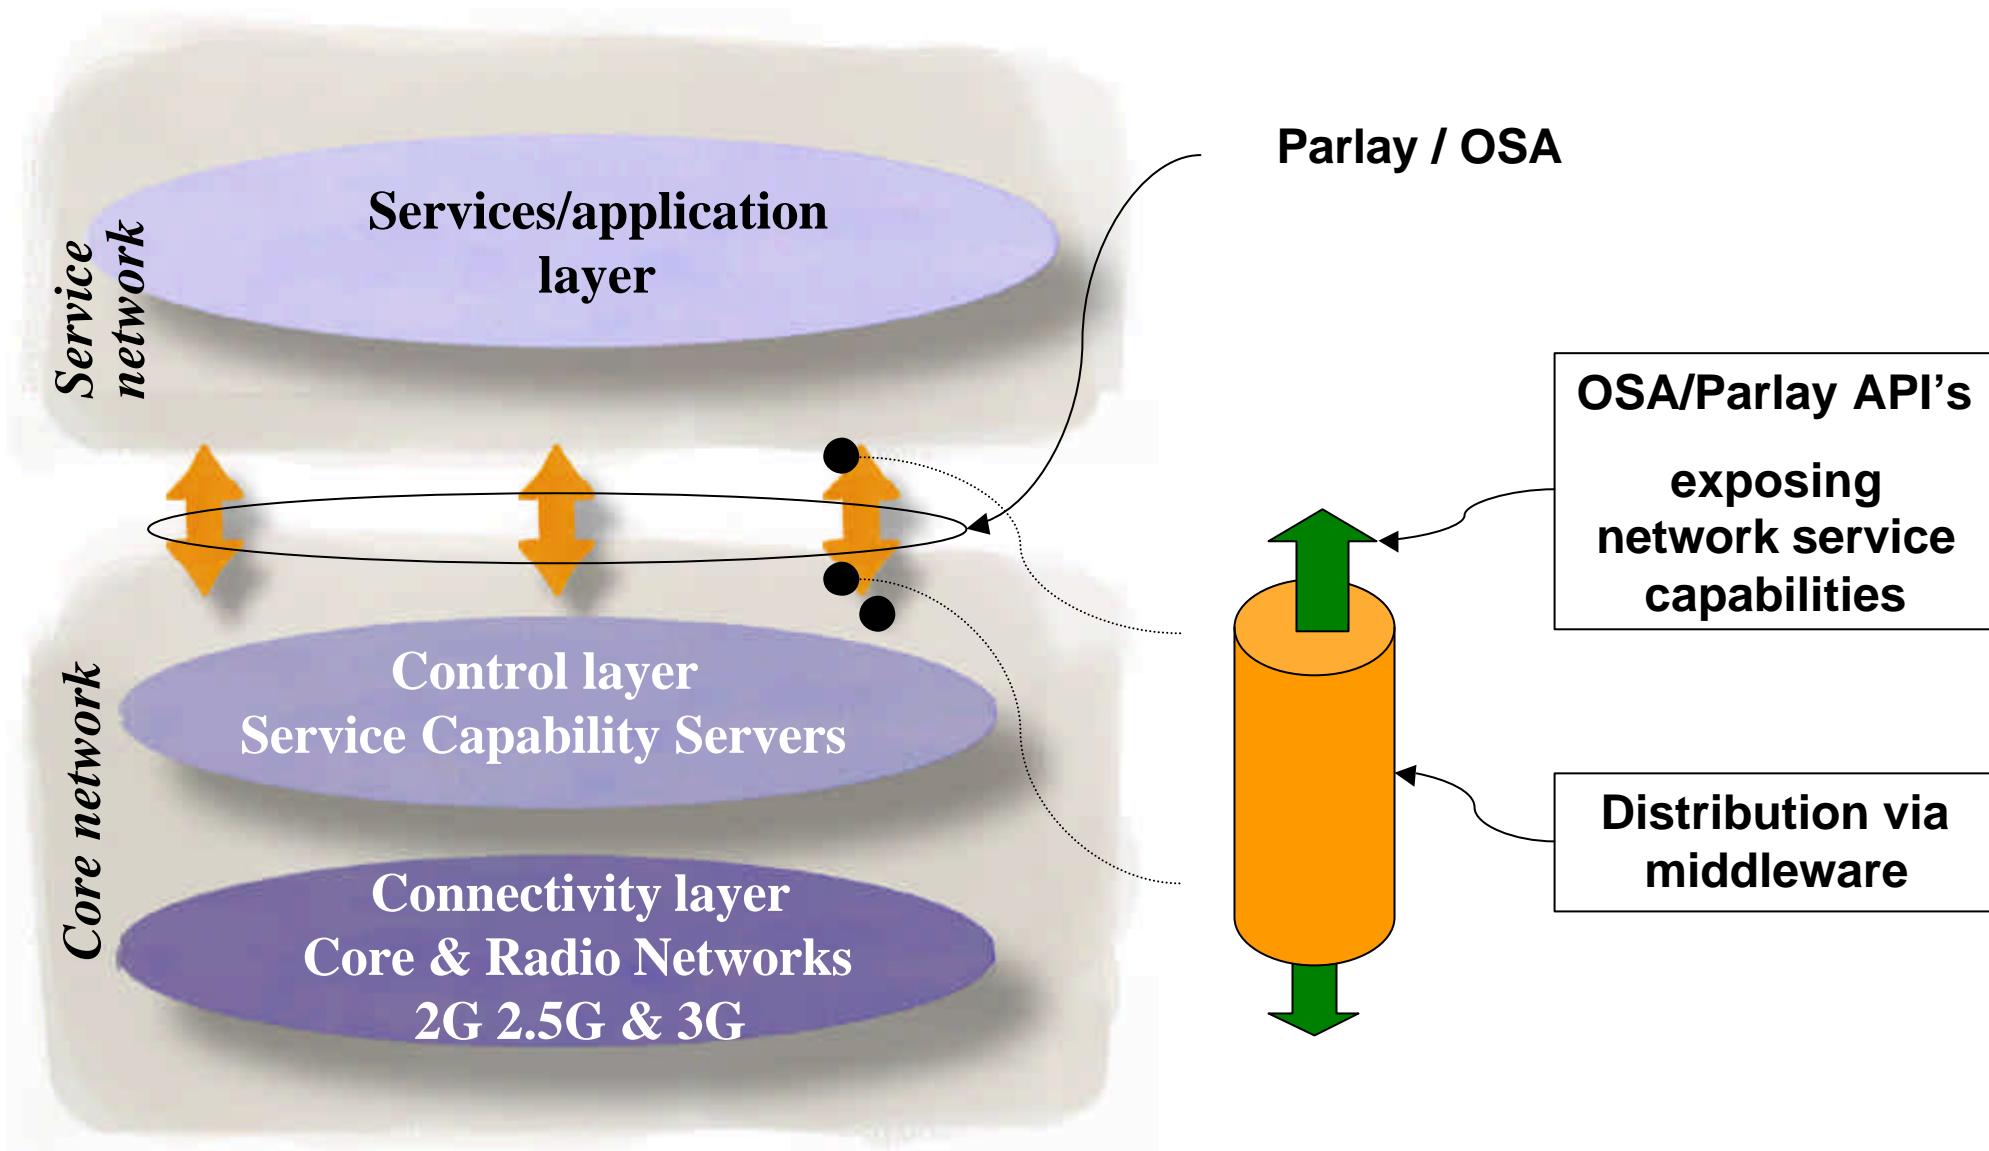 Parlay / OSA
Services/application
layer
Service
network
OSA/Parlay API's
exposing
network service
capabilities
Control layer
Service Capability Servers
Core network
Distribution via
middleware
Connectivity layer
Core & Radio Networks
2G 2.5G & 3G